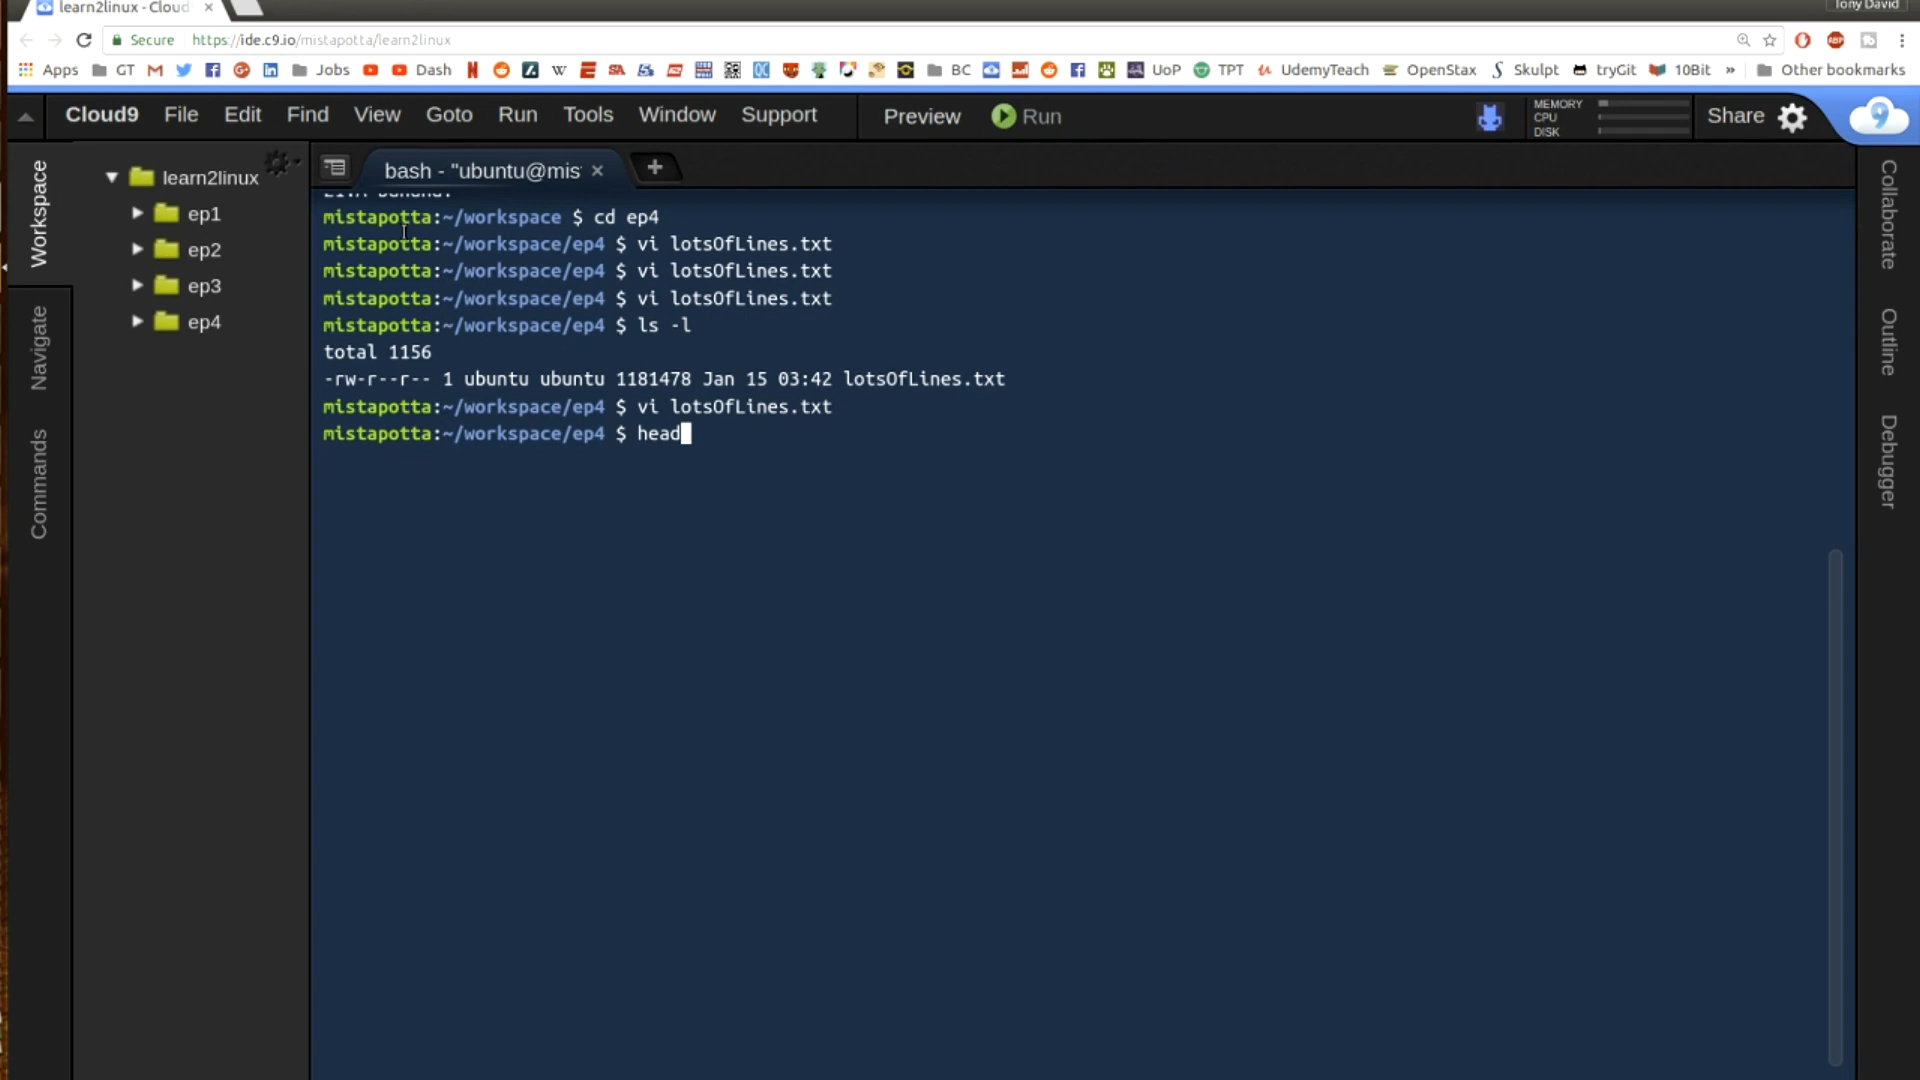 learn2linux - Cloud
Tony David
Secure https://ide.c9.io/mistapotta/learn2linux
Apps GT Jobs Dash BC UoP TPT UdemyTeach OpenStax Skulpt tryGit 10Bit » Other bookmarks
Cloud9 File Edit Find View Goto Run Tools Window Support Preview Run
MEMORY
CPU
DISK
Share
Workspace
Navigate
Commands
learn2linux
ep1
ep2
ep3
ep4
bash - "ubuntu@mis
mistapotta:~/workspace $ cd ep4
mistapotta:~/workspace/ep4 $ vi lotsOfLines.txt
mistapotta:~/workspace/ep4 $ vi lotsOfLines.txt
mistapotta:~/workspace/ep4 $ vi lotsOfLines.txt
mistapotta:~/workspace/ep4 $ ls -l
total 1156
-rw-r--r-- 1 ubuntu ubuntu 1181478 Jan 15 03:42 lotsOfLines.txt
mistapotta:~/workspace/ep4 $ vi lotsOfLines.txt
mistapotta:~/workspace/ep4 $ head
Collaborate
Outline
Debugger